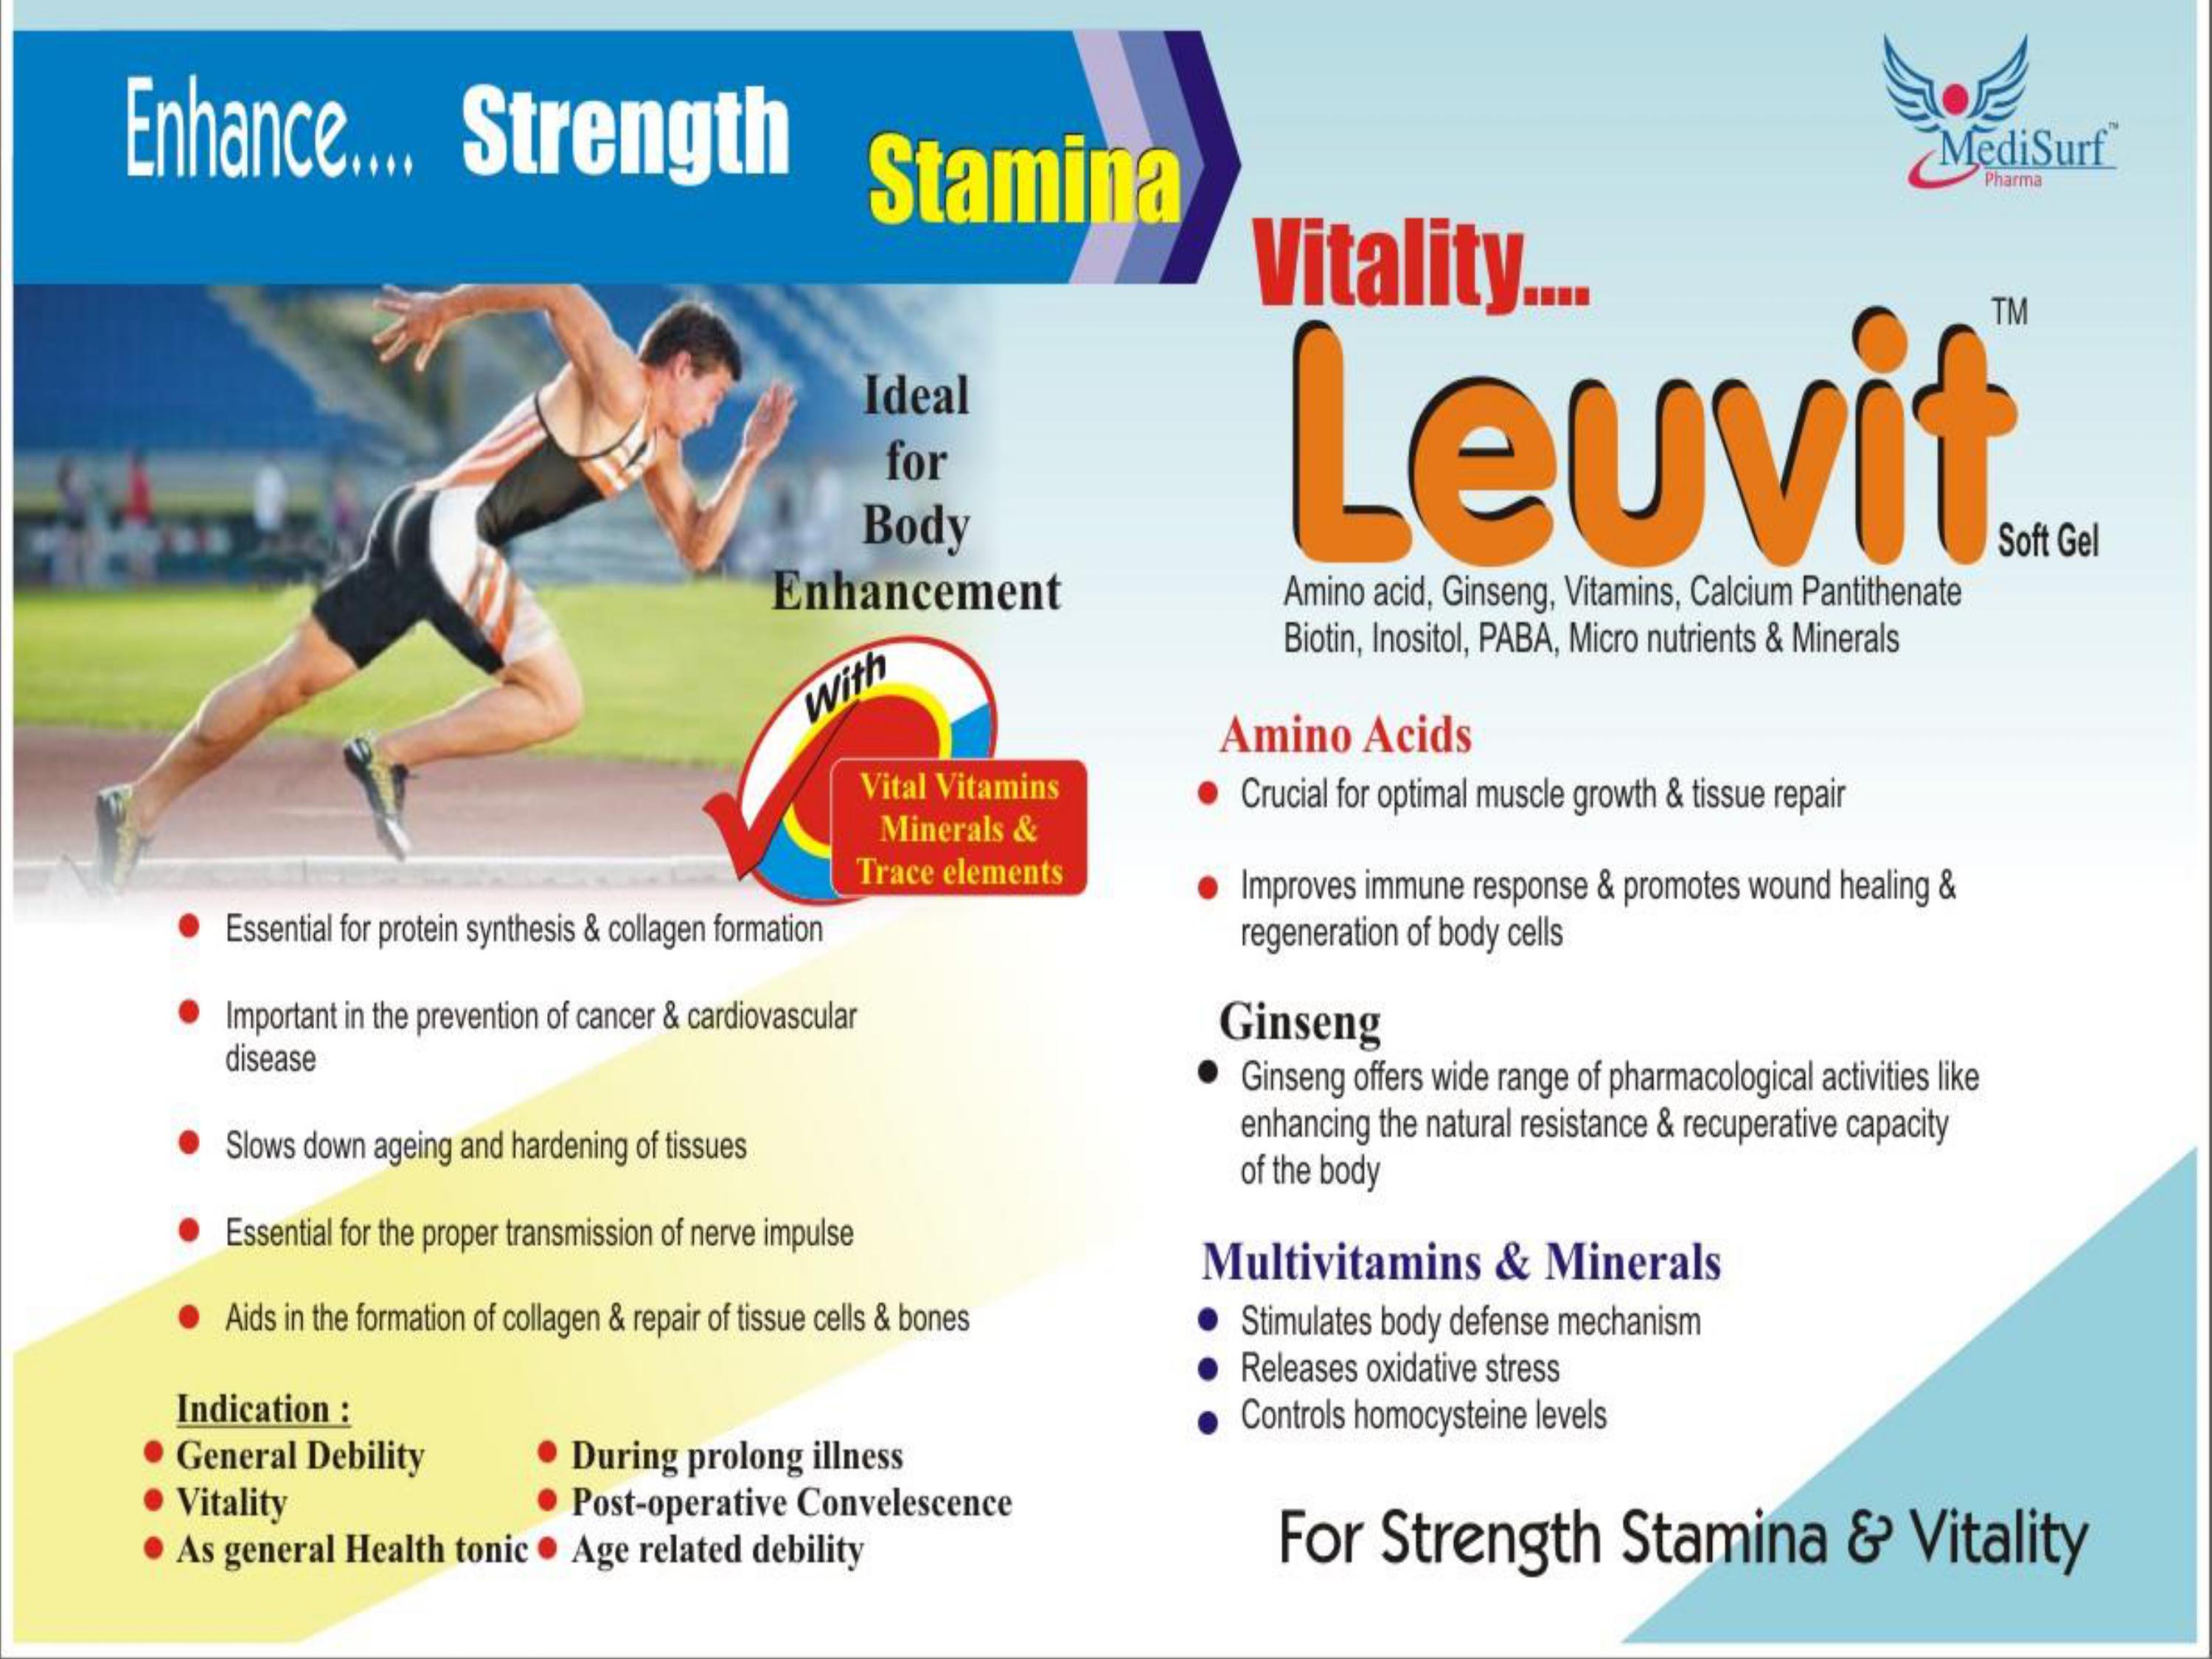 Enhance.... Strength
Stamina
Vitality....
MediSurf™
Pharma
Leuvit™
Soft Gel
Amino acid, Ginseng, Vitamins, Calcium Pantithenate
Biotin, Inositol, PABA, Micro nutrients & Minerals
Ideal
for
Body
Enhancement
With
Vital Vitamins
Minerals &
Trace elements
● Essential for protein synthesis & collagen formation
● Important in the prevention of cancer & cardiovascular
disease
● Slows down ageing and hardening of tissues
● Essential for the proper transmission of nerve impulse
● Aids in the formation of collagen & repair of tissue cells & bones
Indication :
● General Debility
● Vitality
● As general Health tonic
● During prolong illness
● Post-operative Convelescence
● Age related debility
Amino Acids
● Crucial for optimal muscle growth & tissue repair
● Improves immune response & promotes wound healing &
regeneration of body cells
Ginseng
● Ginseng offers wide range of pharmacological activities like
enhancing the natural resistance & recuperative capacity
of the body
Multivitamins & Minerals
● Stimulates body defense mechanism
● Releases oxidative stress
● Controls homocysteine levels
For Strength Stamina & Vitality